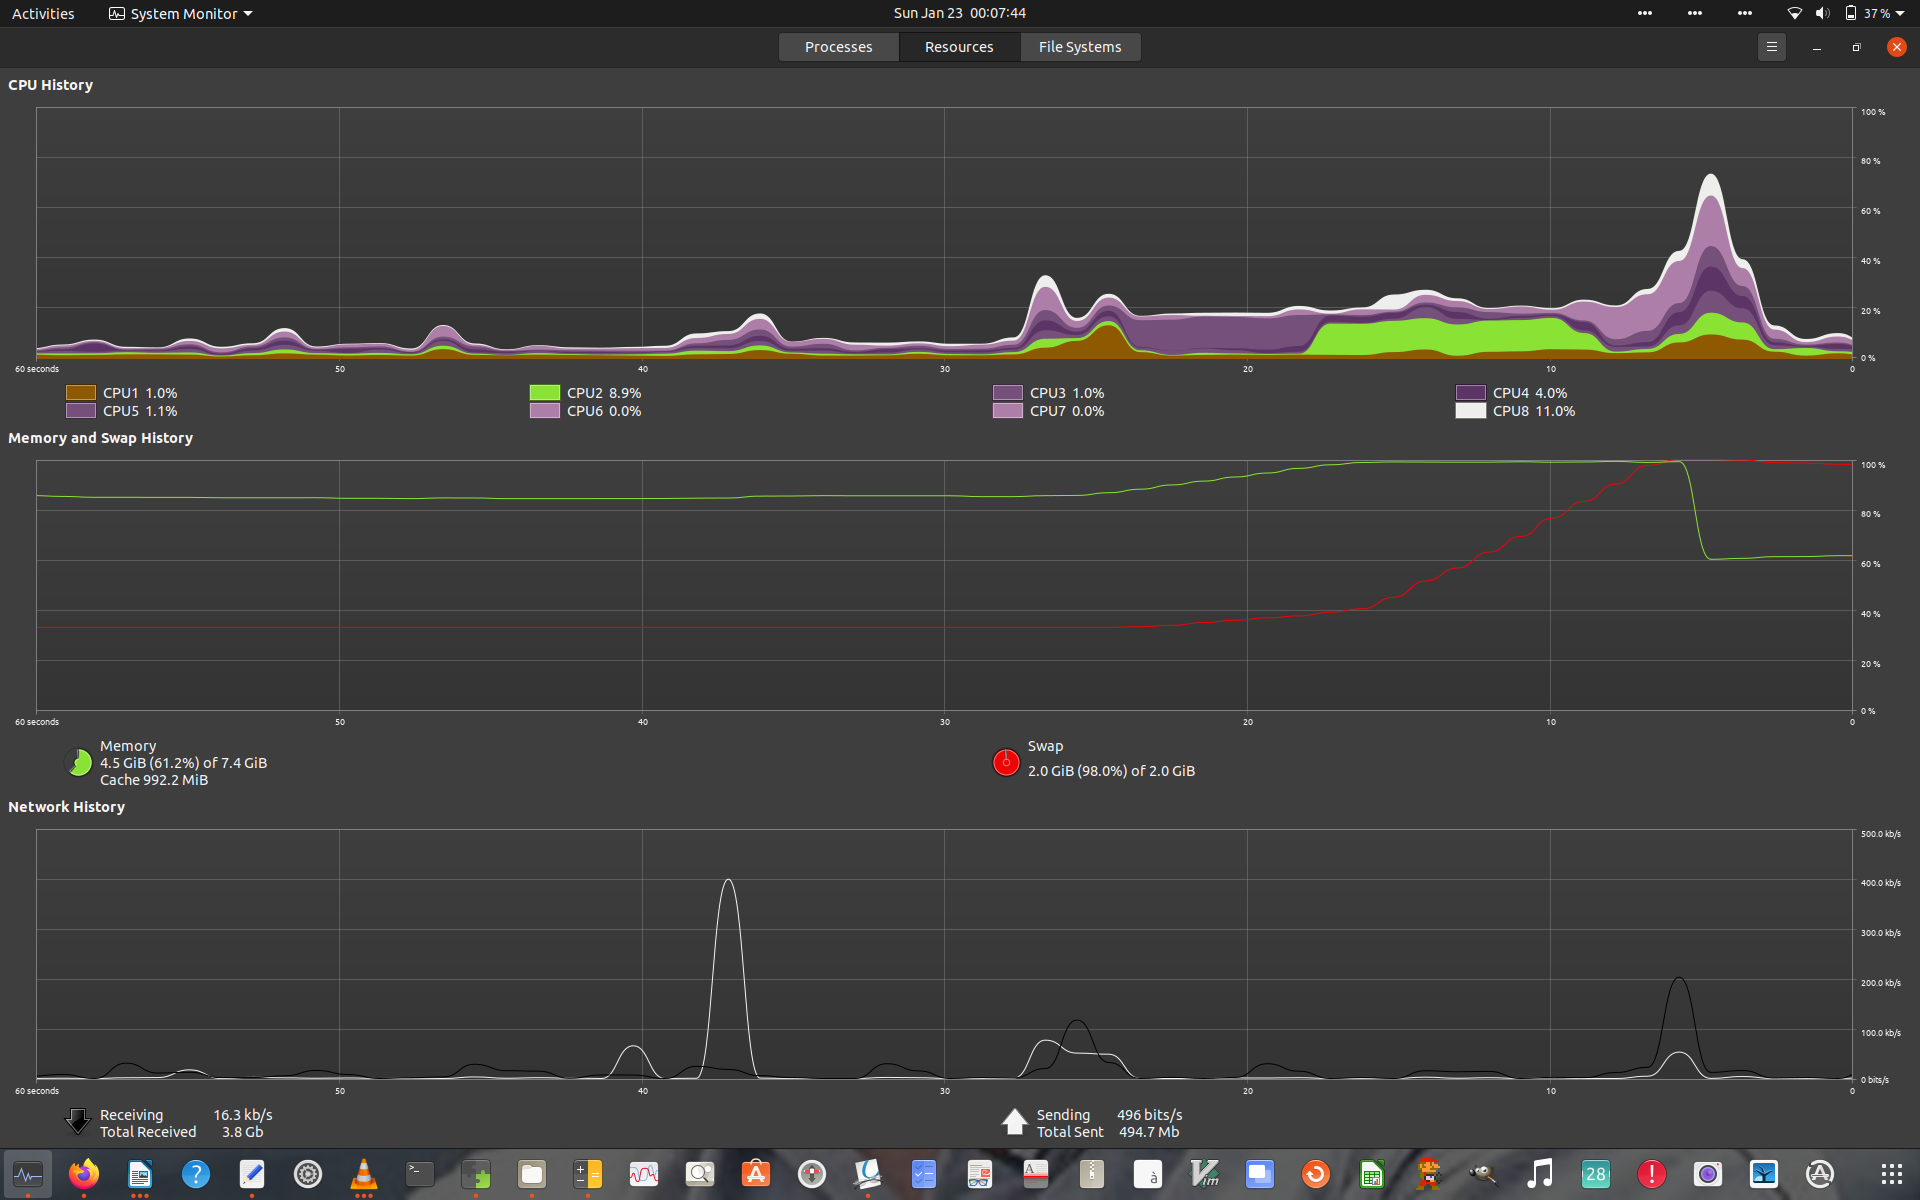 Activities System Monitor Sun Jan 23 00:07:44 37 %
Processes Resources File Systems
CPU History
100 %
80 %
60 %
40 %
20 %
0 %
60 seconds 50 40 30 20 10 0
CPU1 1.0% CPU2 8.9% CPU3 1.0% CPU4 4.0%
CPU5 1.1% CPU6 0.0% CPU7 0.0% CPU8 11.0%
Memory and Swap History
100 %
80 %
60 %
40 %
20 %
0 %
60 seconds 50 40 30 20 10 0
Memory
4.5 GiB (61.2%) of 7.4 GiB
Cache 992.2 MiB
Swap
2.0 GiB (98.0%) of 2.0 GiB
Network History
500.0 kb/s
400.0 kb/s
300.0 kb/s
200.0 kb/s
100.0 kb/s
0 bits/s
60 seconds 50 40 30 20 10 0
Receiving 16.3 kb/s
Total Received 3.8 Gb
Sending 496 bits/s
Total Sent 494.7 Mb
à Vim 28